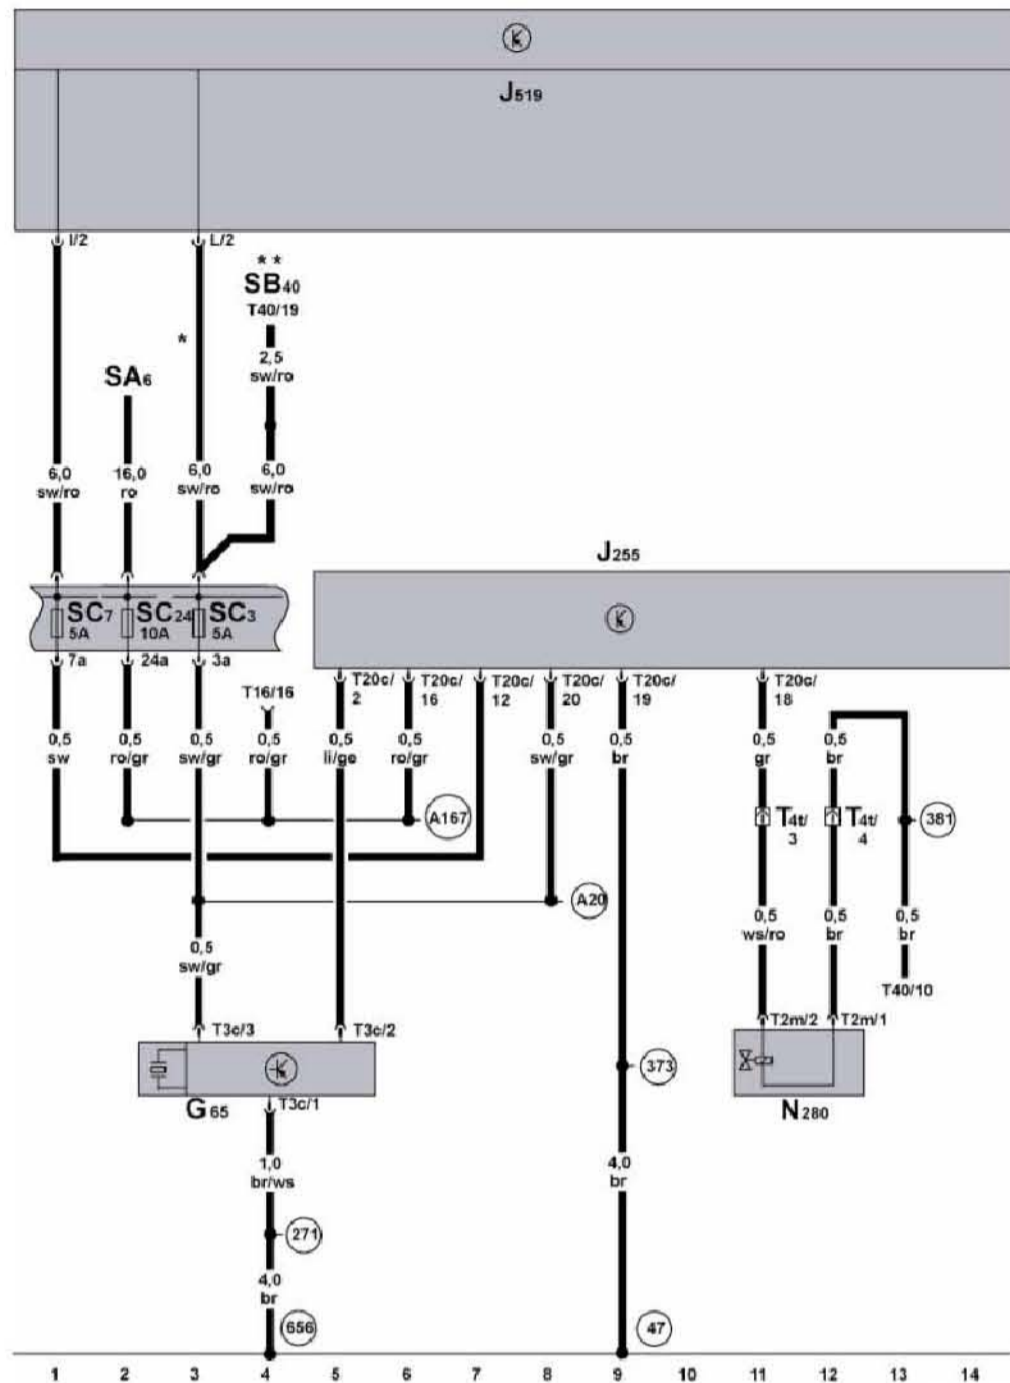 J519
I/2
L/2
* *
SB40
T40/19
*
2,5
sw/ro
SA6
6,0
sw/ro
16,0
ro
6,0
sw/ro
6,0
sw/ro
J255
SC7
5A
SC24
10A
SC3
5A
7a
24a
3a
T16/16
T20c/
2
T20c/
16
T20c/
12
T20c/
20
T20c/
19
T20c/
18
0,5
sw
0,5
ro/gr
0,5
sw/gr
0,5
ro/gr
0,5
li/ge
0,5
ro/gr
0,5
sw/gr
0,5
br
0,5
gr
0,5
br
A167
T4t/
3
T4t/
4
381
A20
0,5
sw/gr
0,5
ws/ro
0,5
br
0,5
br
T40/10
T3c/3
T3c/2
T2m/2
T2m/1
373
G65
T3c/1
N280
1,0
br/ws
4,0
br
271
4,0
br
656
47
1 2 3 4 5 6 7 8 9 10 11 12 13 14